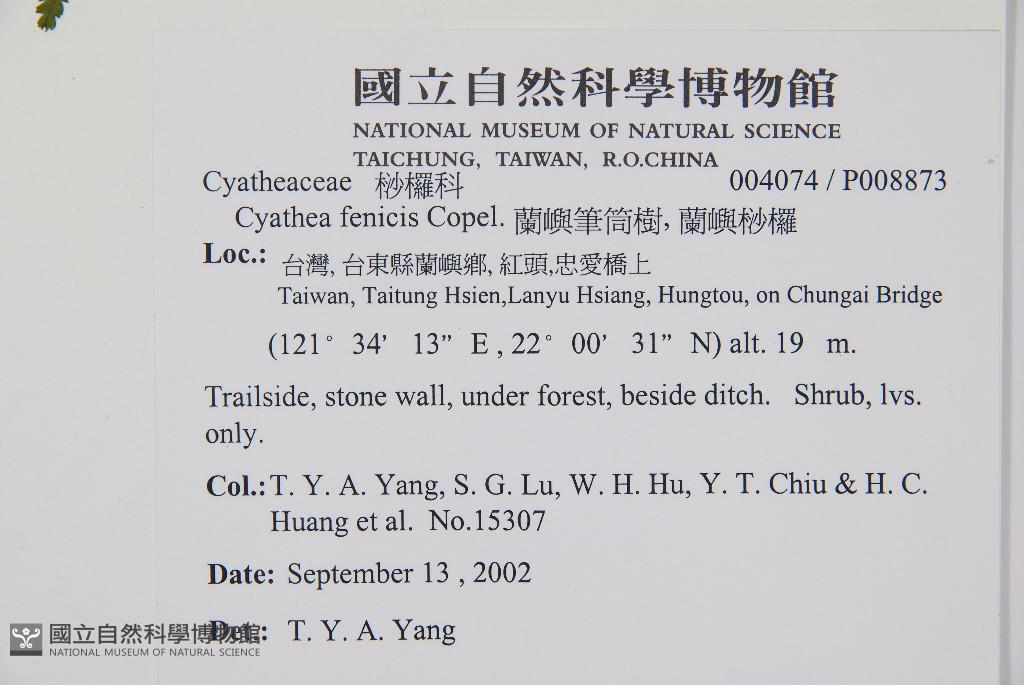 國立自然科學博物館
NATIONAL MUSEUM OF NATURAL SCIENCE
TAICHUNG, TAIWAN, R.O.CHINA
Cyatheaceae 桫欏科 004074 / P008873
Cyathea fenicis Copel. 蘭嶼筆筒樹, 蘭嶼桫欏
Loc.: 台灣, 台東縣蘭嶼鄉, 紅頭,忠愛橋上
Taiwan, Taitung Hsien,Lanyu Hsiang, Hungtou, on Chungai Bridge
(121° 34’ 13” E , 22° 00’ 31” N) alt. 19 m.
Trailside, stone wall, under forest, beside ditch. Shrub, lvs.
only.
Col.: T. Y. A. Yang, S. G. Lu, W. H. Hu, Y. T. Chiu & H. C.
Huang et al. No.15307
Date: September 13 , 2002
Det.: T. Y. A. Yang
國立自然科學博物館
NATIONAL MUSEUM OF NATURAL SCIENCE